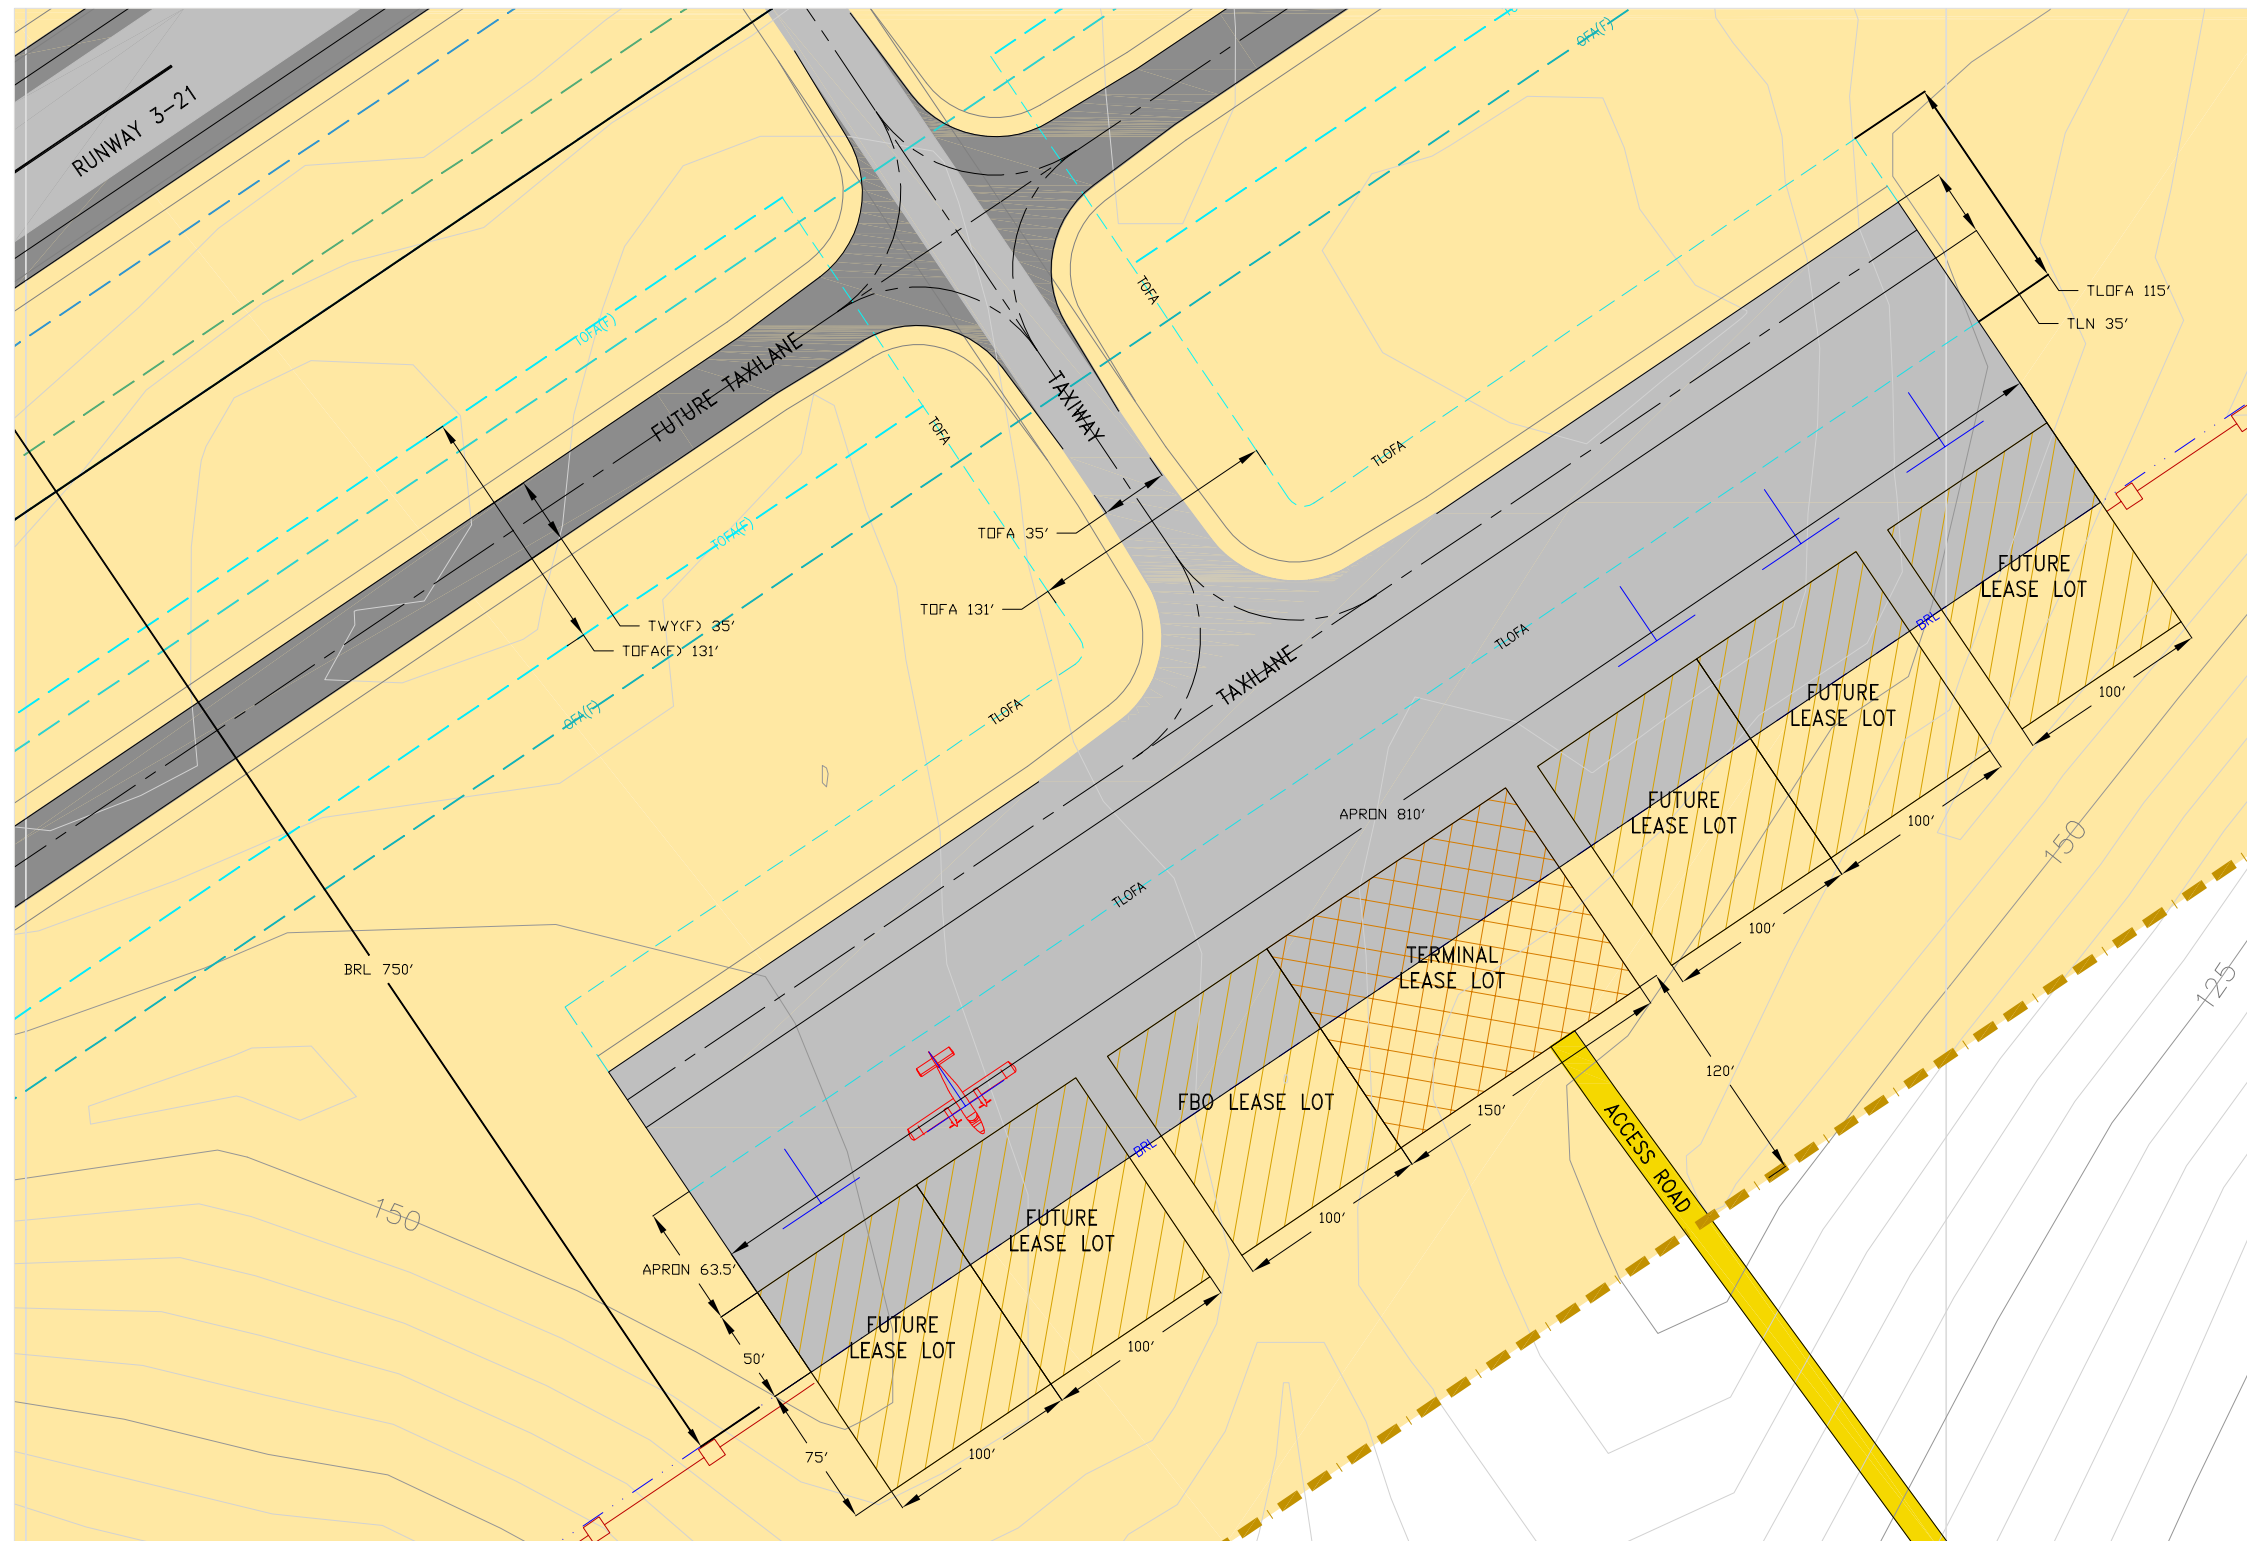 RUNWAY 3-21
OFA(F)
TOFA
TLOFA 115'
TLN 35'
TOFA(F)
FUTURE TAXILANE
TAXIWAY
TOFA
TLOFA
TOFA(F)
TOFA 35'
TOFA 131'
TWY(F) 35'
TOFA(F) 131'
OFA(F)
TLOFA
TAXILANE
TLOFA
FUTURE
LEASE LOT
BRL
100'
FUTURE
LEASE LOT
FUTURE
LEASE LOT
100'
100'
APRON 810'
150
TLOFA
TERMINAL
LEASE LOT
BRL 750'
125
120'
FBO LEASE LOT
150'
ACCESS ROAD
BRL
100'
150
FUTURE
LEASE LOT
APRON 63.5'
FUTURE
LEASE LOT
100'
50'
100'
75'